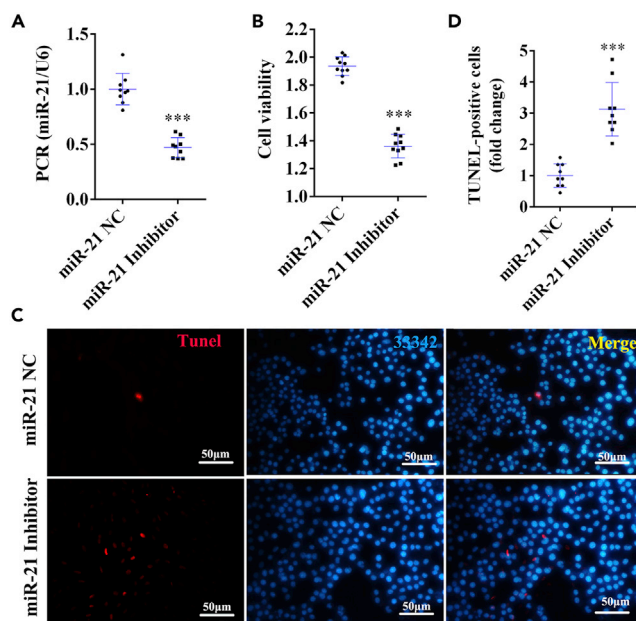 A
PCR (miR-21/U6)
1.5
1.0
0.5
0.0
***
miR-21 NC
miR-21 Inhibitor
B
Cell viability
2.2
2.0
1.8
1.6
1.4
1.2
1.0
***
miR-21 NC
miR-21 Inhibitor
D
TUNEL-positive cells
(fold change)
5
4
3
2
1
0
***
miR-21 NC
miR-21 Inhibitor
C
miR-21 NC
Tunel
50μm
33342
50μm
Merge
50μm
miR-21 Inhibitor
50μm
50μm
50μm